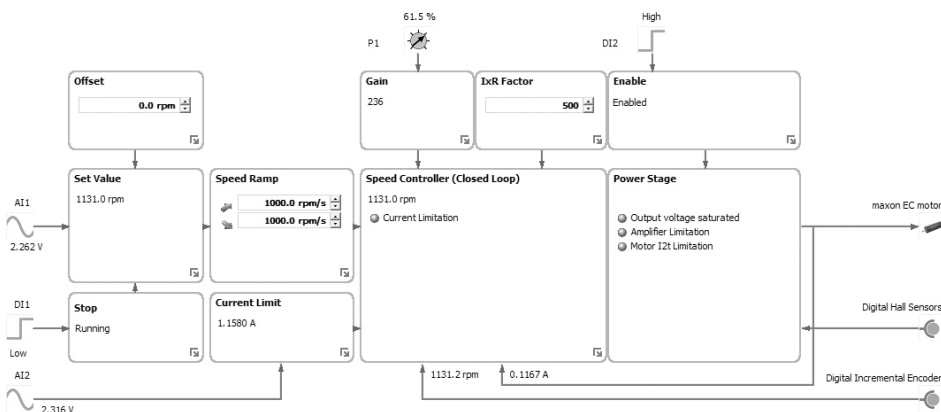 61.5 %
High
P1
DI2
Offset
0.0 rpm
Gain
236
IxR Factor
500
Enable
Enabled
Set Value
1131.0 rpm
Speed Ramp
1000.0 rpm/s
1000.0 rpm/s
Speed Controller (Closed Loop)
1131.0 rpm
Current Limitation
Power Stage
Output voltage saturated
Amplifier Limitation
Motor I2t Limitation
AI1
2.262 V
maxon EC motor
DI1
Low
Stop
Running
Current Limit
1.1580 A
Digital Hall Sensors
AI2
2.316 V
1131.2 rpm
0.1167 A
Digital Incremental Encoder